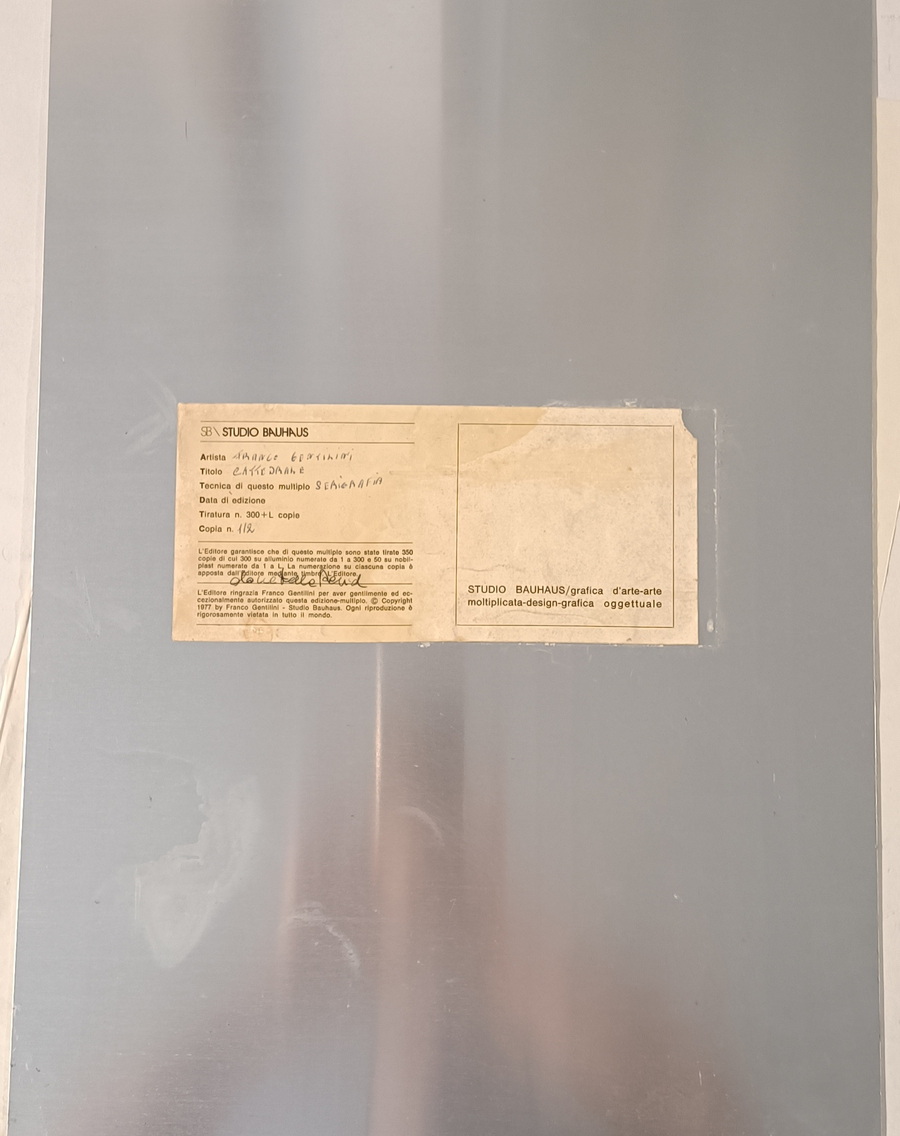 SB\ STUDIO BAUHAUS
Artista FRANCO GENTILINI
Titolo CATTEDRALE
Tecnica di questo multiplo SERIGRAFIA
Data di edizione
Tiratura n. 300+L copie
Copia n. 112
L'Editore garantisce che di questo multiplo sono state tirate 350
copie di cui 300 su alluminio numerate da 1 a 300 e 50 su nobil-
plast numerate da 1 a L. La numerazione su ciascuna copia è
apposta dall'Editore mediante timbro. L'Editore
L'Editore ringrazia Franco Gentilini per aver gentilmente ed ec-
cezionalmente autorizzato questa edizione-multiplo. © Copyright
1977 by Franco Gentilini - Studio Bauhaus. Ogni riproduzione è
rigorosamente vietata in tutto il mondo.
STUDIO BAUHAUS/grafica d'arte-arte
moltiplicata-design-grafica oggettuale